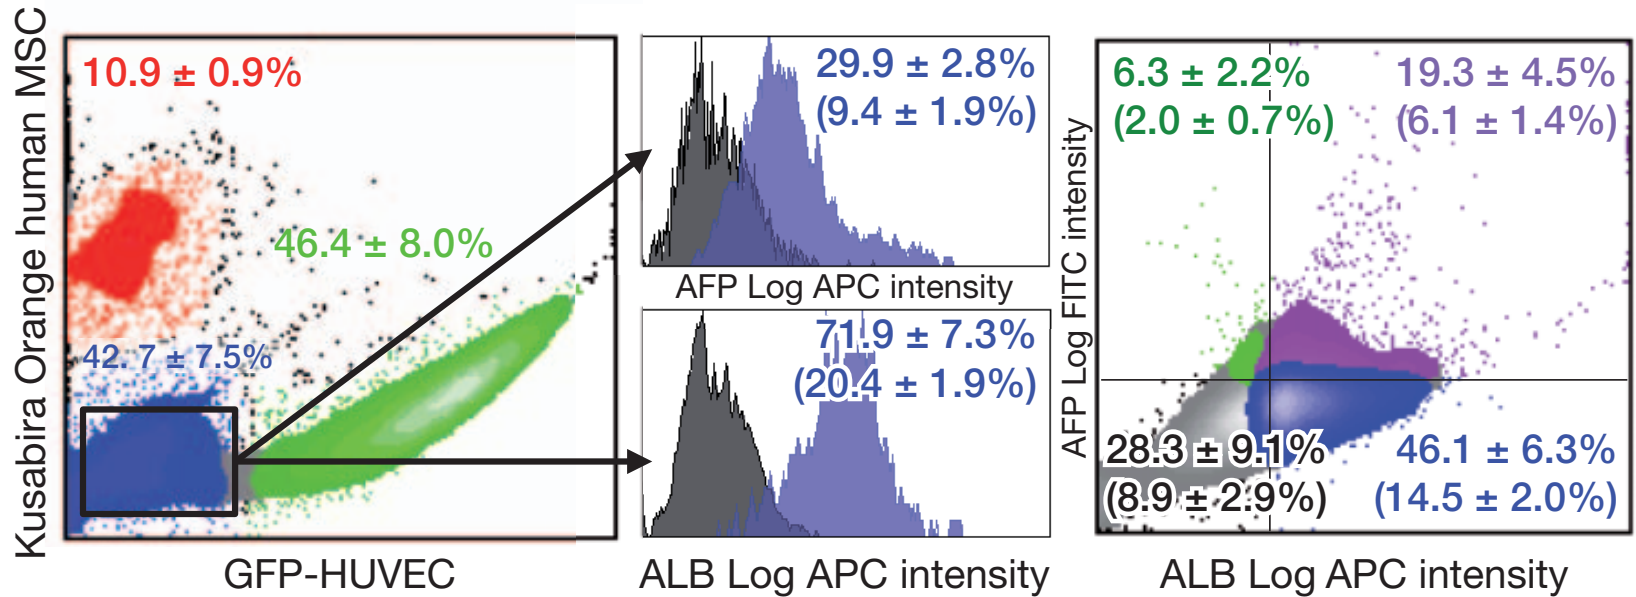 Kusabira Orange human MSC
10.9 ± 0.9%
46.4 ± 8.0%
42.7 ± 7.5%
GFP-HUVEC
29.9 ± 2.8%
(9.4 ± 1.9%)
AFP Log APC intensity
71.9 ± 7.3%
(20.4 ± 1.9%)
ALB Log APC intensity
AFP Log FITC intensity
6.3 ± 2.2%
(2.0 ± 0.7%)
19.3 ± 4.5%
(6.1 ± 1.4%)
28.3 ± 9.1%
(8.9 ± 2.9%)
46.1 ± 6.3%
(14.5 ± 2.0%)
ALB Log APC intensity